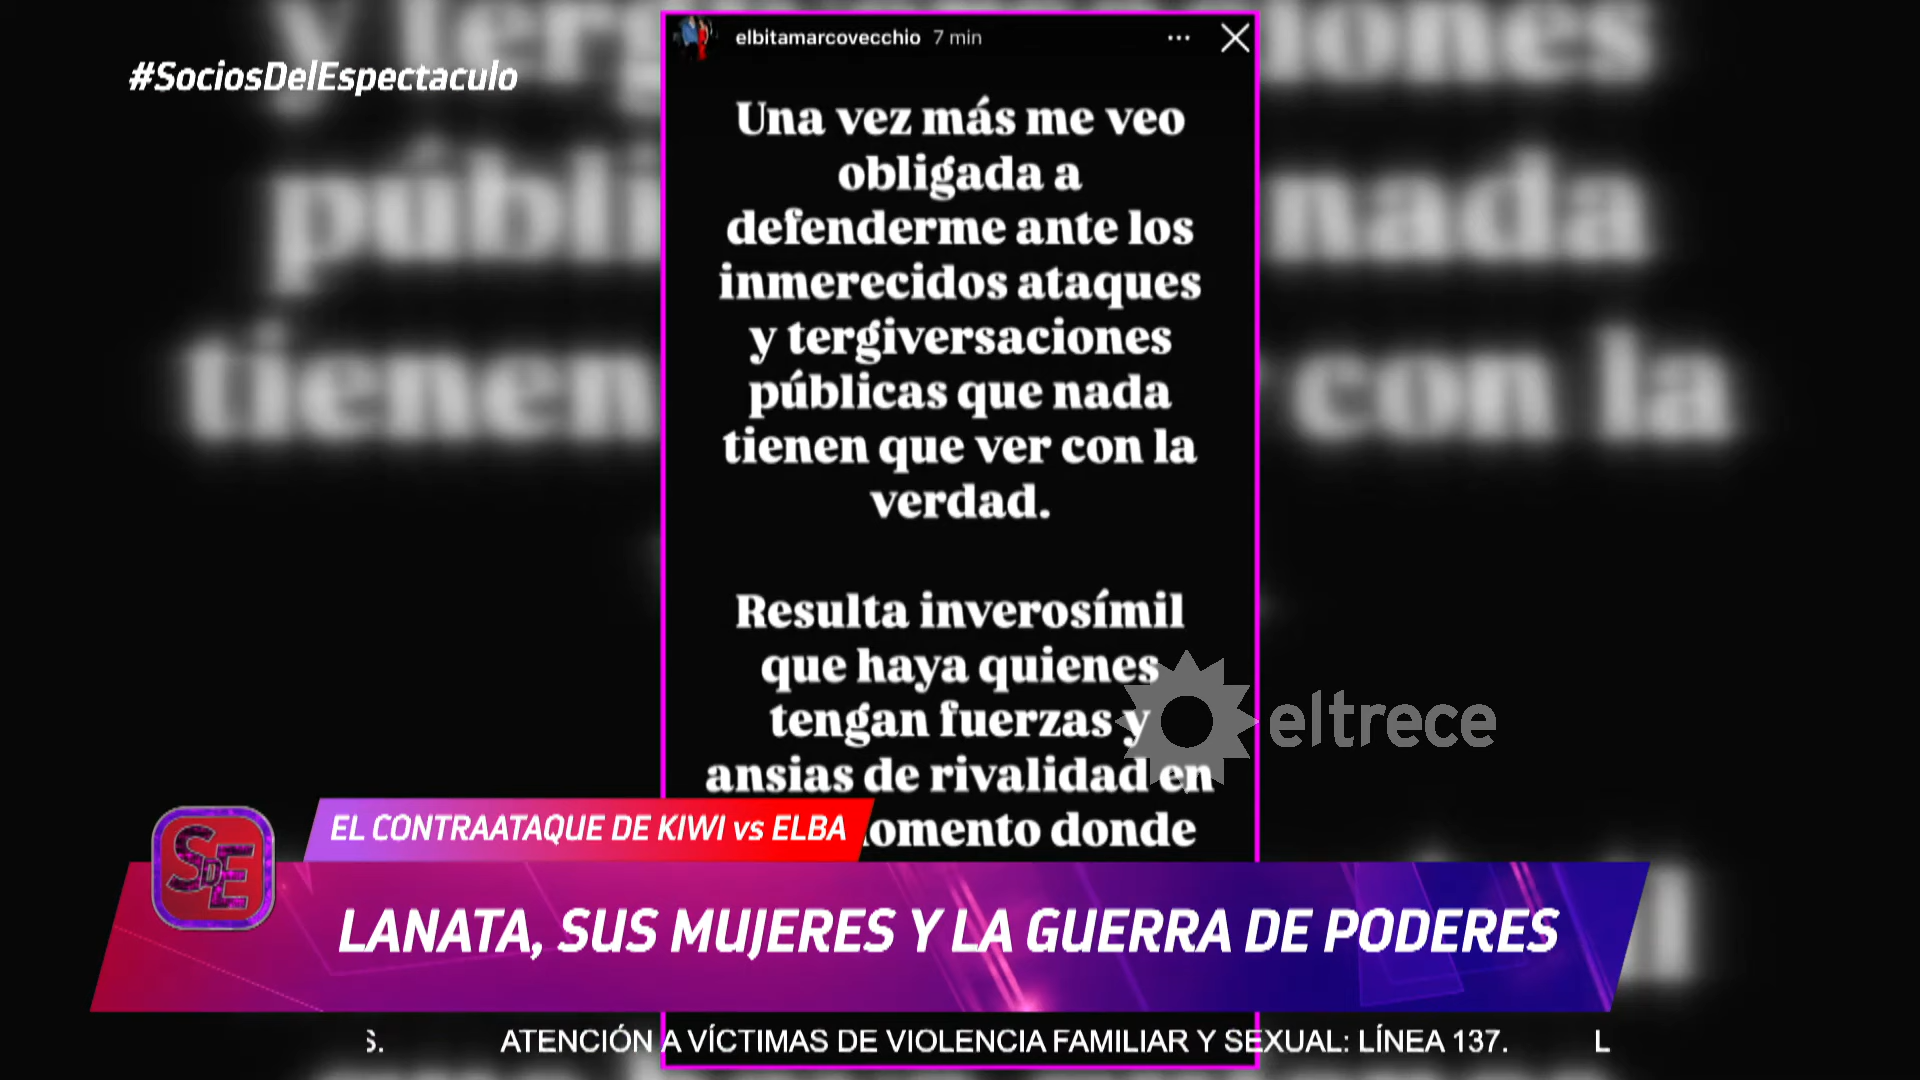 #SociosDelEspectaculo
elbitamarcovecchio 7 min
Una vez más me veo
obligada a
defenderme ante los
inmerecidos ataques
y tergiversaciones
públicas que nada
tienen que ver con la
verdad.
Resulta inverosímil
que haya quienes
tengan fuerzas y
ansias de rivalidad en
omento donde
eltrece
SDE
EL CONTRAATAQUE DE KIWI vs ELBA
LANATA, SUS MUJERES Y LA GUERRA DE PODERES
S. ATENCIÓN A VÍCTIMAS DE VIOLENCIA FAMILIAR Y SEXUAL: LÍNEA 137. L